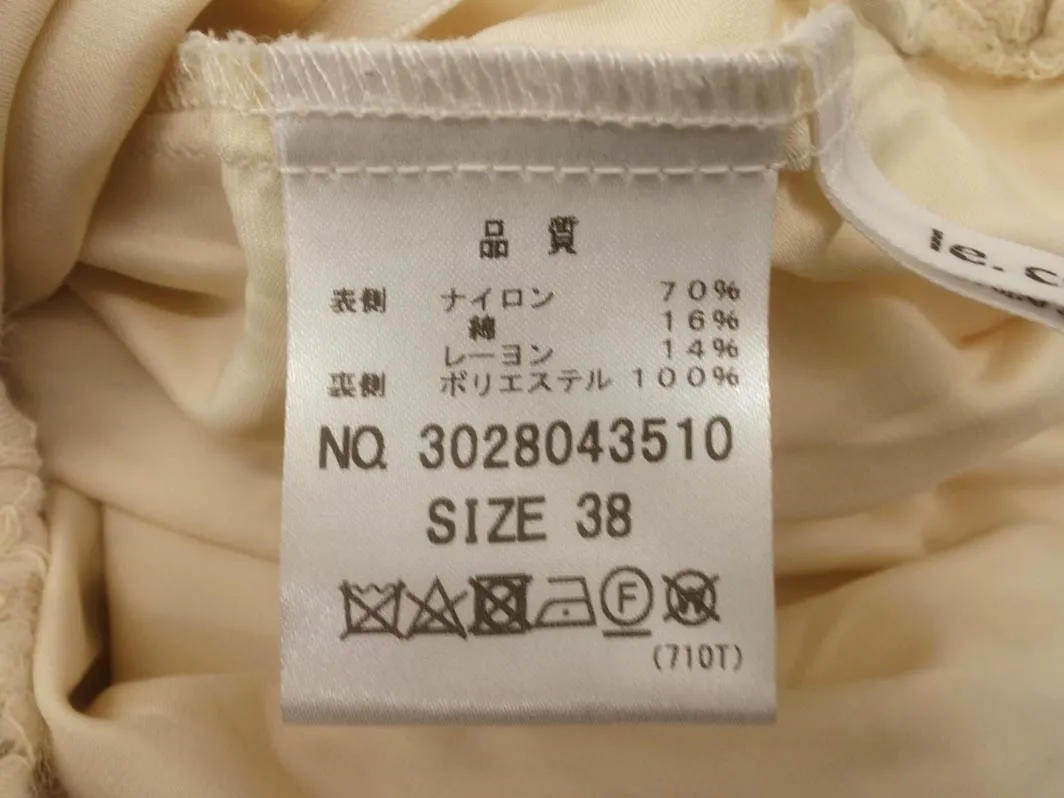 品 質
表側 ナイロン 70%
綿 16%
レーヨン 14%
裏側 ポリエステル 100%
NO. 3028043510
SIZE 38
F W
(710T)
ie.